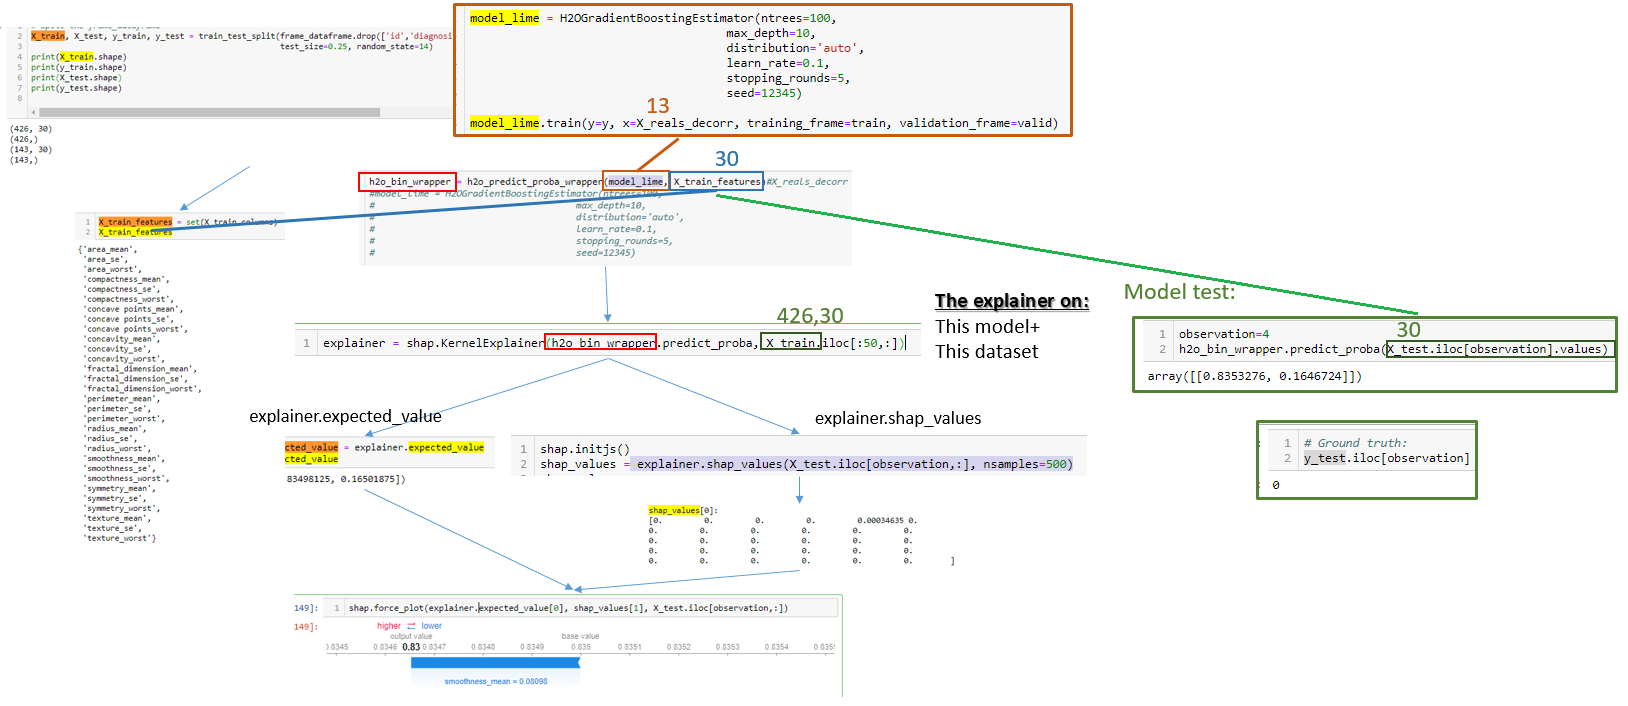 model_lime = H2OGradientBoostingEstimator(ntrees=100,
max_depth=10,
distribution='auto',
learn_rate=0.1,
stopping_rounds=5,
seed=12345)
13
model_lime.train(y=y, x=X_reals_decorr, training_frame=train, validation_frame=valid)
2 X_train, X_test, y_train, y_test = train_test_split(frame_dataframe.drop(['id','diagnosi
3 test_size=0.25, random_state=14)
4 print(X_train.shape)
5 print(y_train.shape)
6 print(X_test.shape)
7 print(y_test.shape)
8
(426, 30)
(426,)
(143, 30)
(143,)
30
h2o_bin_wrapper = h2o_predict_proba_wrapper(model_lime, X_train_features)#X_reals_decorr
#model_lime = H2OGradientBoostingEstimator(ntrees=100,
# max_depth=10,
# distribution='auto',
# learn_rate=0.1,
# stopping_rounds=5,
# seed=12345)
1 X_train_features = set(X_train.columns)
2 X_train_features
{'area_mean',
'area_se',
'area_worst',
'compactness_mean',
'compactness_se',
'compactness_worst',
'concave points_mean',
'concave points_se',
'concave points_worst',
'concavity_mean',
'concavity_se',
'concavity_worst',
'fractal_dimension_mean',
'fractal_dimension_se',
'fractal_dimension_worst',
'perimeter_mean',
'perimeter_se',
'perimeter_worst',
'radius_mean',
'radius_se',
'radius_worst',
'smoothness_mean',
'smoothness_se',
'smoothness_worst',
'symmetry_mean',
'symmetry_se',
'symmetry_worst',
'texture_mean',
'texture_se',
'texture_worst'}
426,30
1 explainer = shap.KernelExplainer(h2o_bin_wrapper.predict_proba, X_train.iloc[:50,:])
The explainer on:
This model+
This dataset
Model test:
30
1 observation=4
2 h2o_bin_wrapper.predict_proba(X_test.iloc[observation].values)
array([[0.8353276, 0.1646724]])
1 # Ground truth:
2 y_test.iloc[observation]
0
explainer.expected_value
cted_value = explainer.expected_value
cted_value
83498125, 0.16501875])
explainer.shap_values
1 shap.initjs()
2 shap_values = explainer.shap_values(X_test.iloc[observation,:], nsamples=500)
shap_values[0]:
[0. 0. 0. 0. 0.00034635 0.
0. 0. 0. 0. 0. 0.
0. 0. 0. 0. 0. 0.
0. 0. 0. 0. 0. 0.
0. 0. 0. 0. 0. 0. ]
149]: 1 shap.force_plot(explainer.expected_value[0], shap_values[1], X_test.iloc[observation,:])
149]:
higher ⇄ lower
output value base value
0.8345 0.8346 0.83 0.8347 0.8348 0.8349 0.835 0.8351 0.8352 0.8353 0.8354 0.835
smoothness_mean = 0.08098